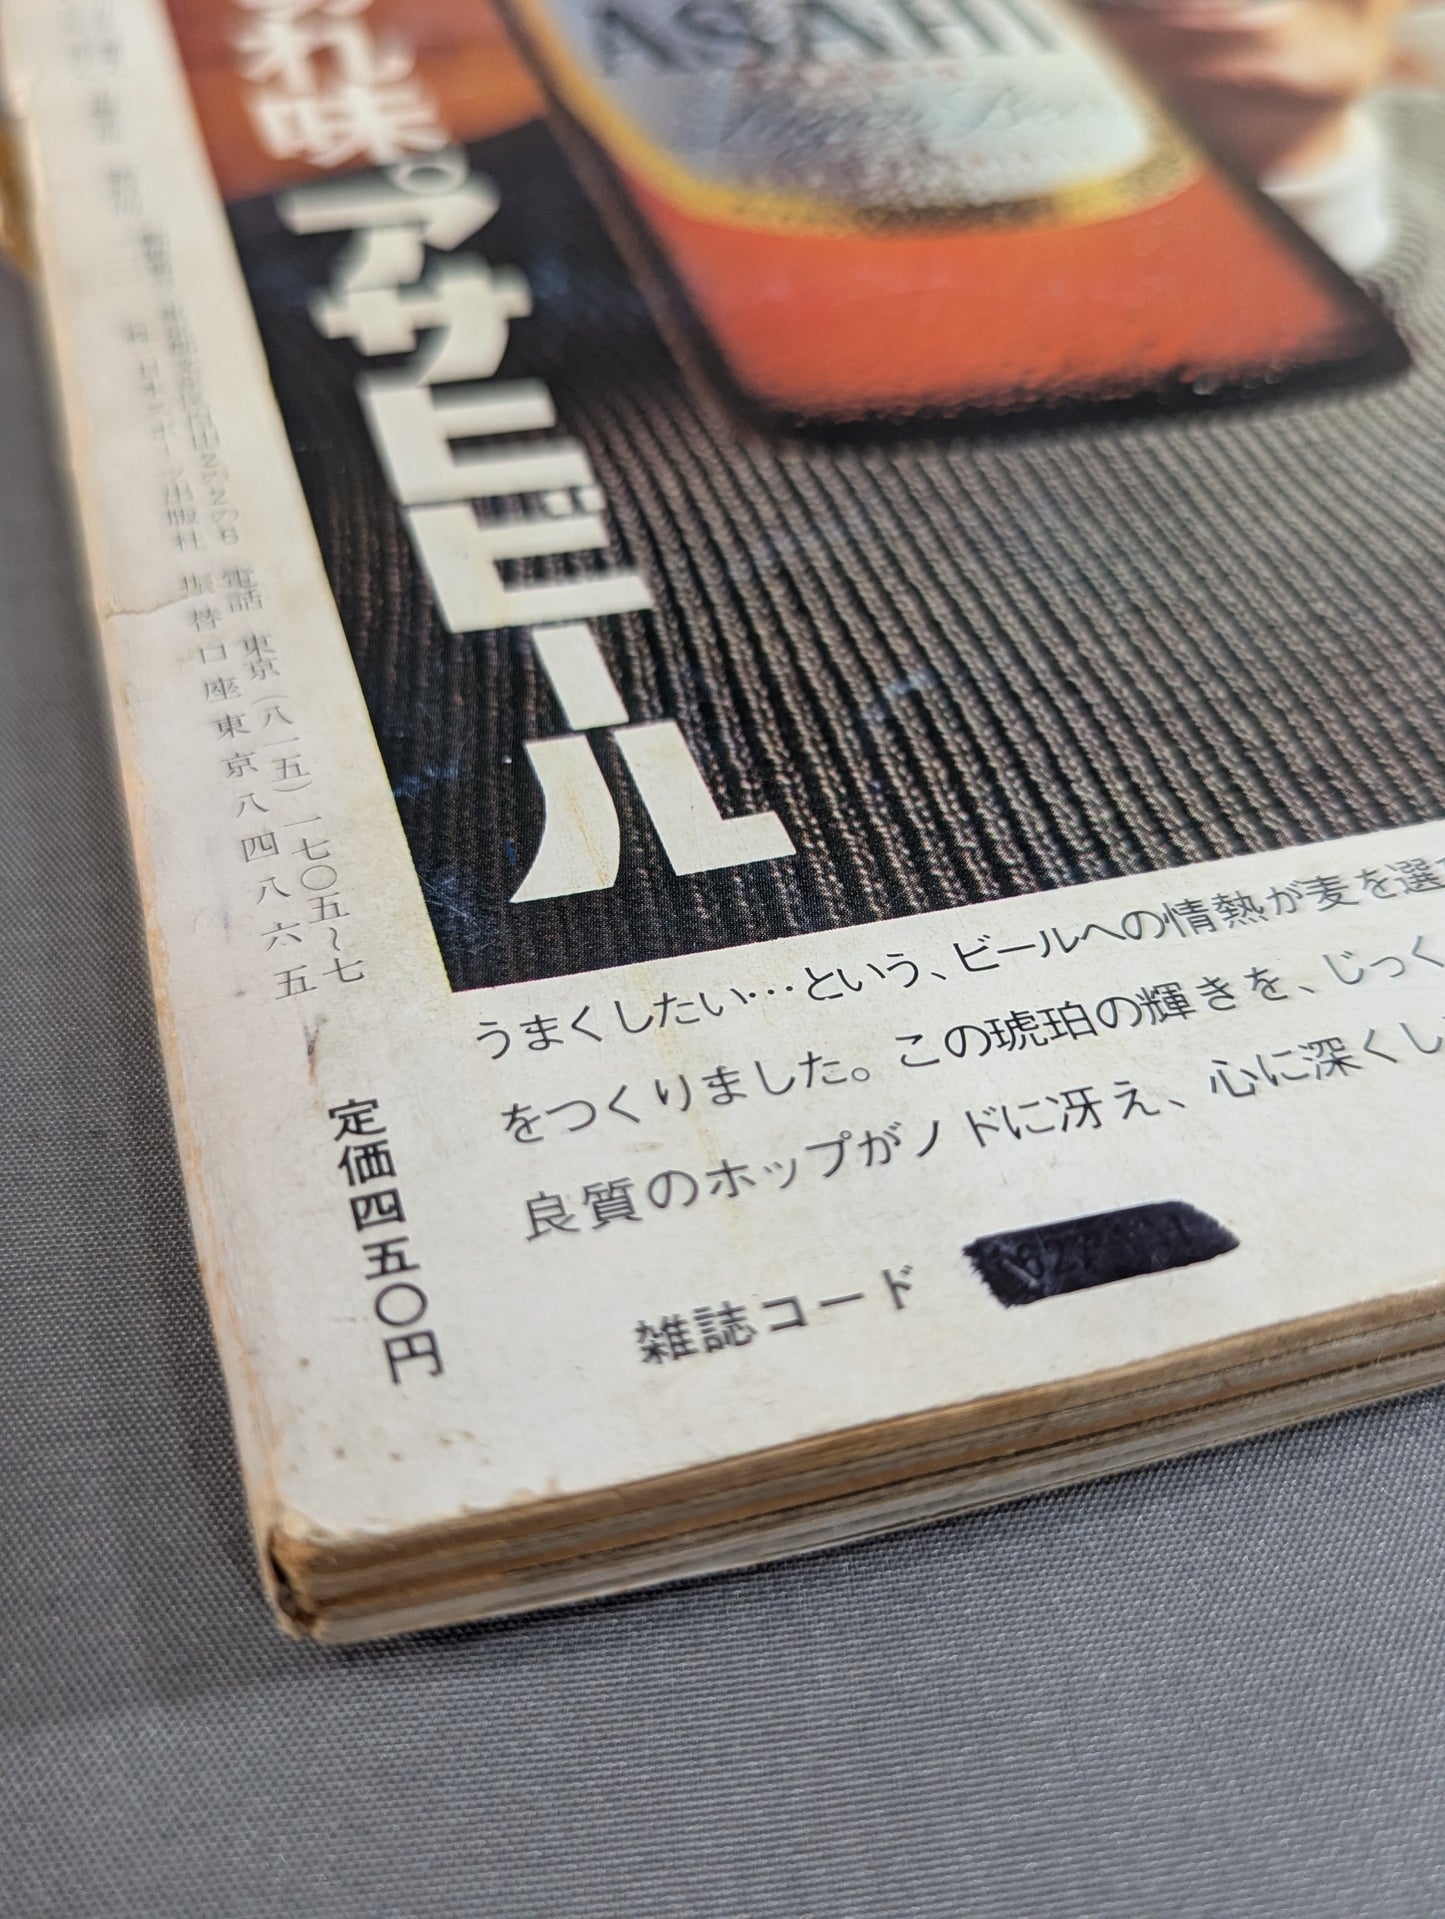 ASAHI
れ味。
アサヒビール
うまくしたい…という、ビールへの情熱が麦を選
をつくりました。この琥珀の輝きを、じっく
良質のホップがノドに冴え、心に深くし
雑誌コード
2の2の6 電話 東京(八一五)一七〇五〜七
出版社 振替口座東京八四八六五
定価四五〇円